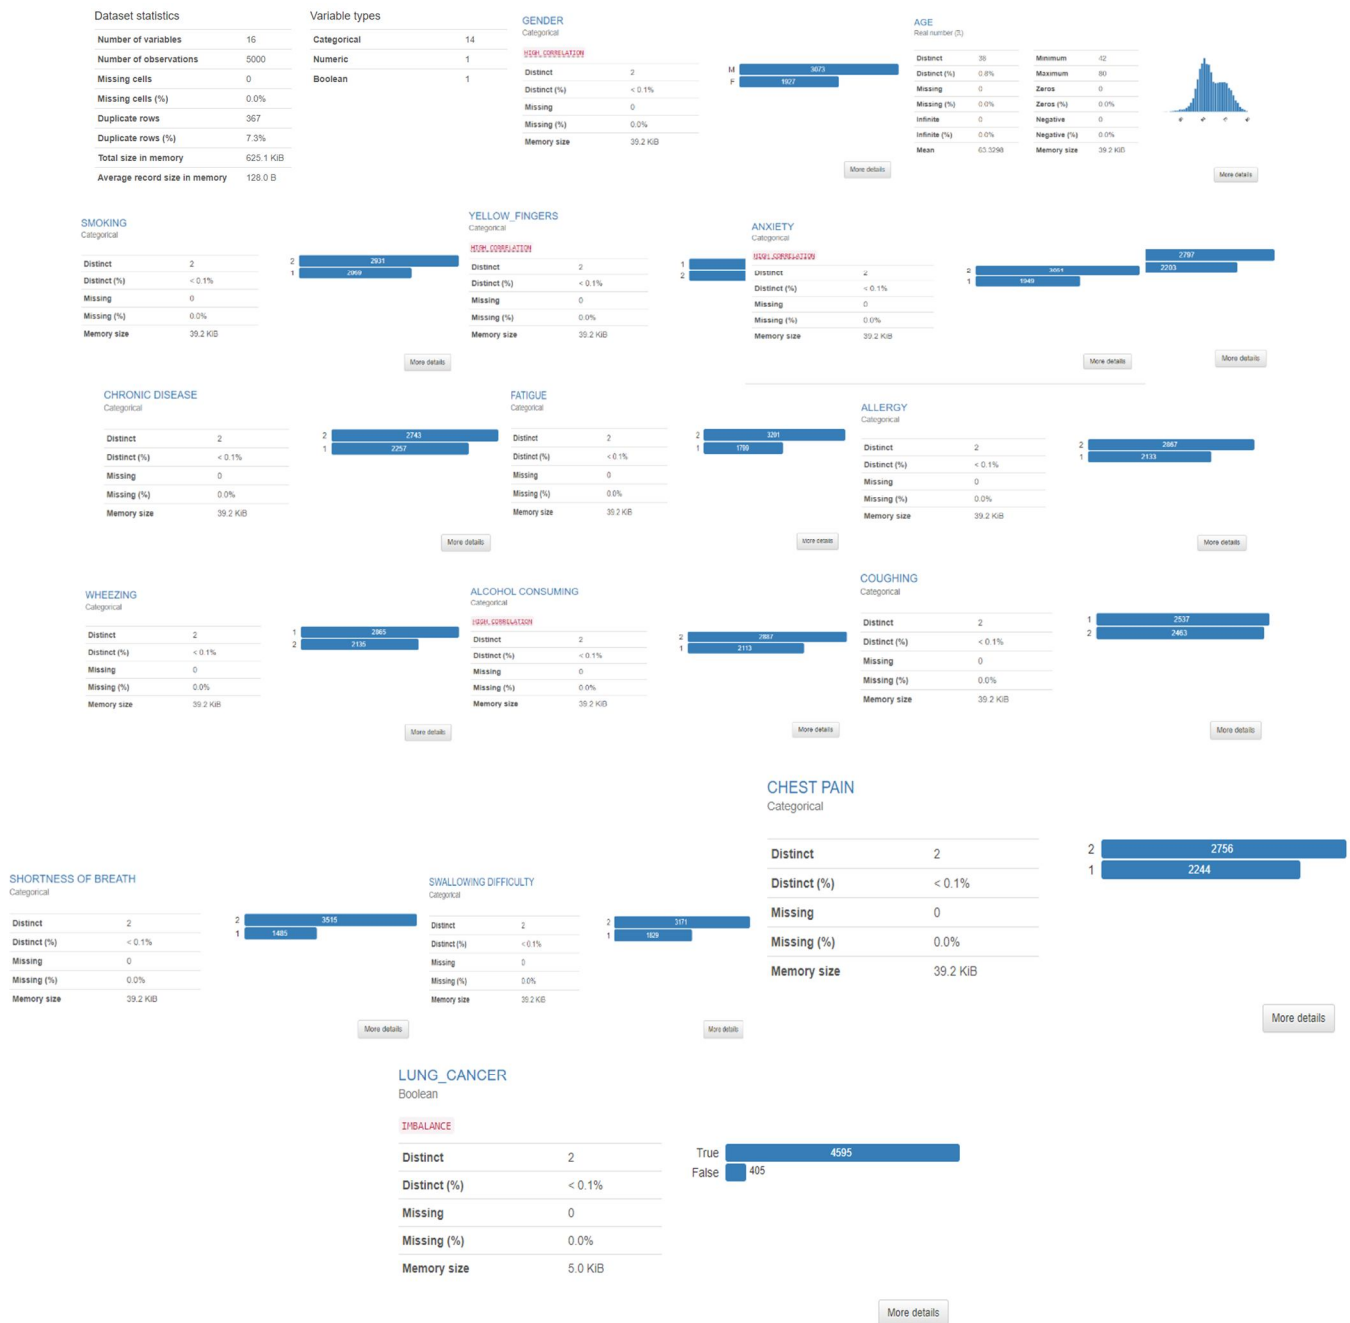 Dataset statistics
Number of variables 16
Number of observations 5000
Missing cells 0
Missing cells (%) 0.0%
Duplicate rows 367
Duplicate rows (%) 7.3%
Total size in memory 625.1 KiB
Average record size in memory 128.0 B
Variable types
Categorical 14
Numeric 1
Boolean 1
GENDER
Categorical
HIGH CORRELATION
Distinct 2
Distinct (%) < 0.1%
Missing 0
Missing (%) 0.0%
Memory size 39.2 KiB
M 3073
F 1927
More details
AGE
Real number (ℝ)
Distinct 38 Minimum 42
Distinct (%) 0.8% Maximum 80
Missing 0 Zeros 0
Missing (%) 0.0% Zeros (%) 0.0%
Infinite 0 Negative 0
Infinite (%) 0.0% Negative (%) 0.0%
Mean 63.3298 Memory size 39.2 KiB
More details
SMOKING
Categorical
Distinct 2
Distinct (%) < 0.1%
Missing 0
Missing (%) 0.0%
Memory size 39.2 KiB
2 2931
1 2069
More details
YELLOW_FINGERS
Categorical
HIGH CORRELATION
Distinct 2
Distinct (%) < 0.1%
Missing 0
Missing (%) 0.0%
Memory size 39.2 KiB
1
2
ANXIETY
Categorical
HIGH CORRELATION
Distinct 2
Distinct (%) < 0.1%
Missing 0
Missing (%) 0.0%
Memory size 39.2 KiB
2 3051
1 1949
More details
2797
2203
More details
CHRONIC DISEASE
Categorical
Distinct 2
Distinct (%) < 0.1%
Missing 0
Missing (%) 0.0%
Memory size 39.2 KiB
2 2743
1 2257
More details
FATIGUE
Categorical
Distinct 2
Distinct (%) < 0.1%
Missing 0
Missing (%) 0.0%
Memory size 39.2 KiB
2 3201
1 1799
More details
ALLERGY
Categorical
Distinct 2
Distinct (%) < 0.1%
Missing 0
Missing (%) 0.0%
Memory size 39.2 KiB
2 2867
1 2133
More details
WHEEZING
Categorical
Distinct 2
Distinct (%) < 0.1%
Missing 0
Missing (%) 0.0%
Memory size 39.2 KiB
1 2865
2 2135
More details
ALCOHOL CONSUMING
Categorical
HIGH CORRELATION
Distinct 2
Distinct (%) < 0.1%
Missing 0
Missing (%) 0.0%
Memory size 39.2 KiB
2 2887
1 2113
More details
COUGHING
Categorical
Distinct 2
Distinct (%) < 0.1%
Missing 0
Missing (%) 0.0%
Memory size 39.2 KiB
1 2537
2 2463
More details
SHORTNESS OF BREATH
Categorical
Distinct 2
Distinct (%) < 0.1%
Missing 0
Missing (%) 0.0%
Memory size 39.2 KiB
2 3515
1 1485
More details
SWALLOWING DIFFICULTY
Categorical
Distinct 2
Distinct (%) < 0.1%
Missing 0
Missing (%) 0.0%
Memory size 39.2 KiB
2 3171
1 1829
More details
CHEST PAIN
Categorical
Distinct 2
Distinct (%) < 0.1%
Missing 0
Missing (%) 0.0%
Memory size 39.2 KiB
2 2756
1 2244
More details
LUNG_CANCER
Boolean
IMBALANCE
Distinct 2
Distinct (%) < 0.1%
Missing 0
Missing (%) 0.0%
Memory size 5.0 KiB
True 4595
False 405
More details